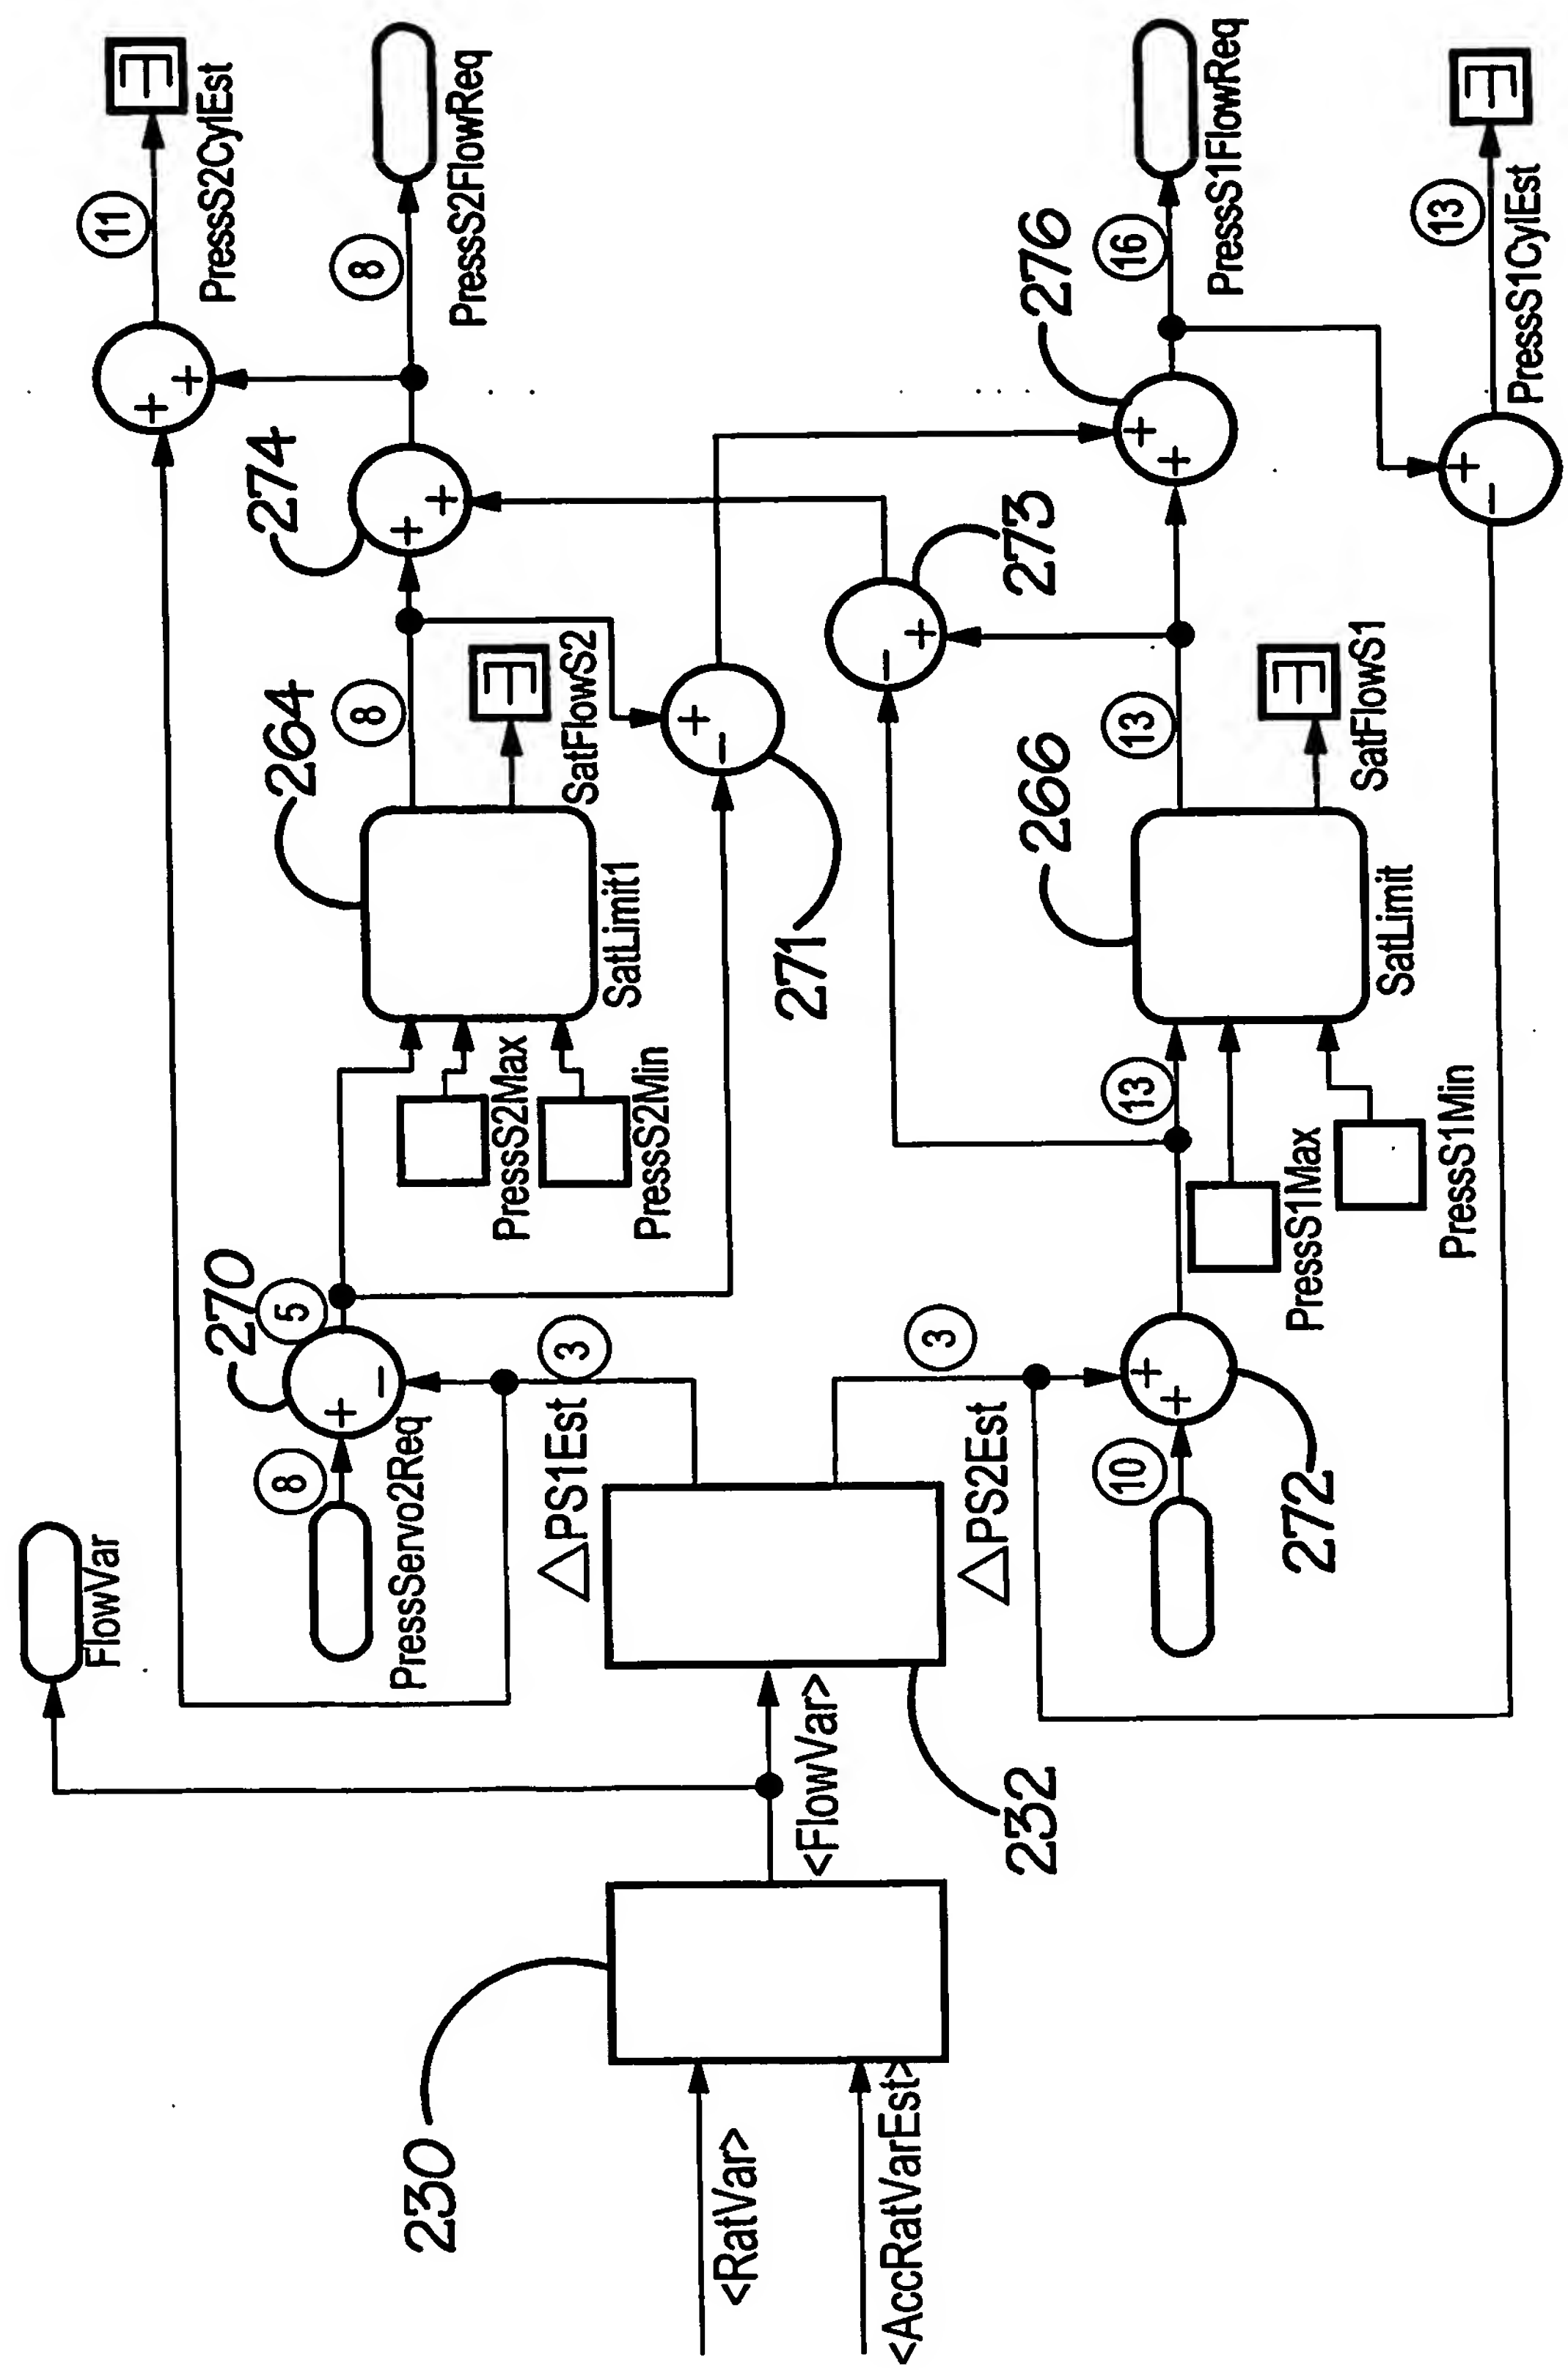 <RatVar>
<AccRatVarEst>
230
<FlowVar>
FlowVar
232
△PS1Est
3
△PS2Est
3
8
PressServo2Req
+
−
270
5
10
+
+
272
PressS2Max
PressS2Min
264
SatLimit1
8
SatFlowS2
271
+
−
13
PressS1Max
PressS1Min
266
SatLimit
13
SatFlowS1
273
−
+
274
+
+
8
PressS2FlowReq
+
+
11
PressS2CylEst
276
+
+
16
PressS1FlowReq
+
−
13
PressS1CylEst